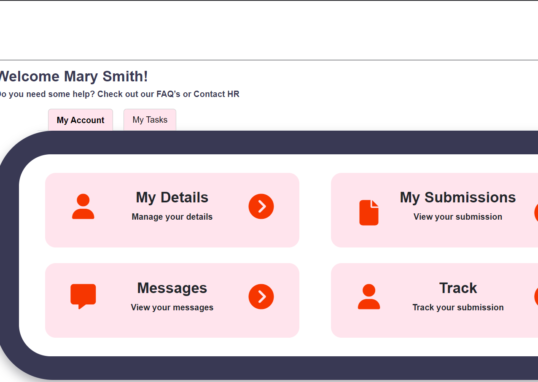 Welcome Mary Smith!
Do you need some help? Check out our FAQ's or Contact HR
My Account My Tasks
My Details
Manage your details
My Submissions
View your submission
Messages
View your messages
Track
Track your submission